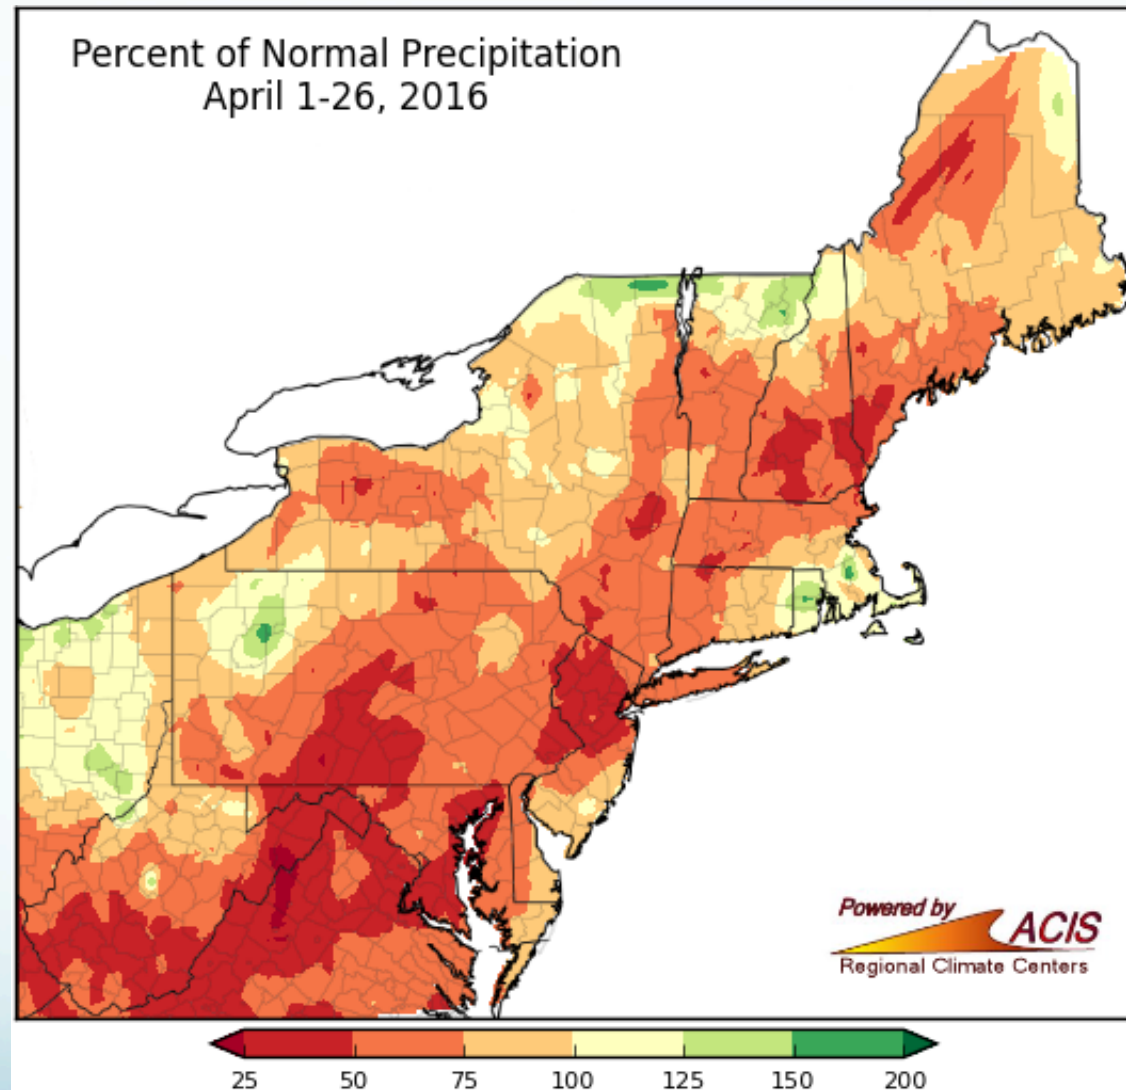 Percent of Normal Precipitation
April 1-26, 2016
Powered by
ACIS
Regional Climate Centers
25 50 75 100 125 150 200